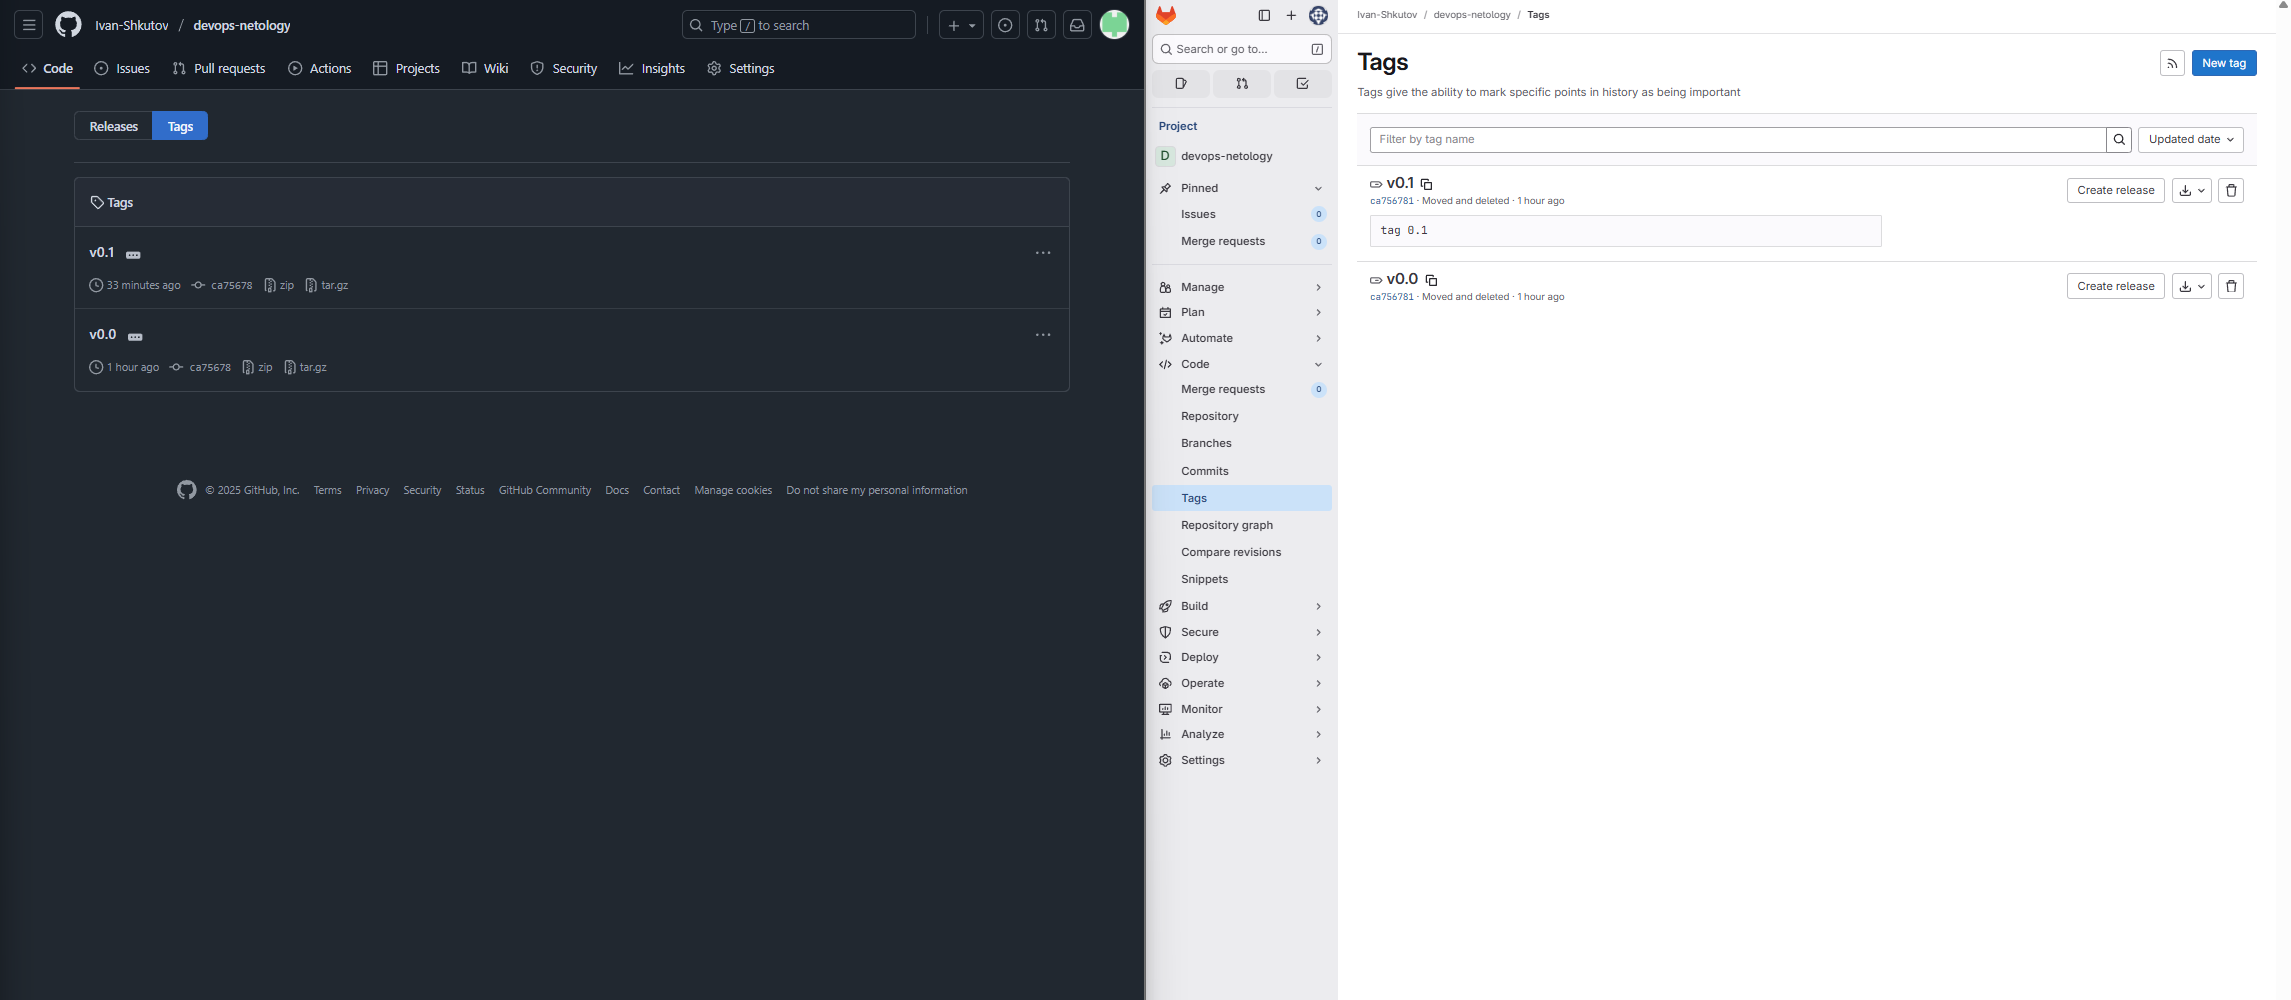 Ivan-Shkutov / devops-netology
Type / to search
Code Issues Pull requests Actions Projects Wiki Security Insights Settings
Releases Tags
Tags
v0.1
33 minutes ago ca75678 zip tar.gz
v0.0
1 hour ago ca75678 zip tar.gz
© 2025 GitHub, Inc. Terms Privacy Security Status GitHub Community Docs Contact Manage cookies Do not share my personal information
Search or go to... /
Project
D devops-netology
Pinned
Issues 0
Merge requests 0
Manage
Plan
Automate
Code
Merge requests 0
Repository
Branches
Commits
Tags
Repository graph
Compare revisions
Snippets
Build
Secure
Deploy
Operate
Monitor
Analyze
Settings
Ivan-Shkutov / devops-netology / Tags
Tags
New tag
Tags give the ability to mark specific points in history as being important
Filter by tag name
Updated date
v0.1
Create release
ca756781 · Moved and deleted · 1 hour ago
tag 0.1
v0.0
Create release
ca756781 · Moved and deleted · 1 hour ago